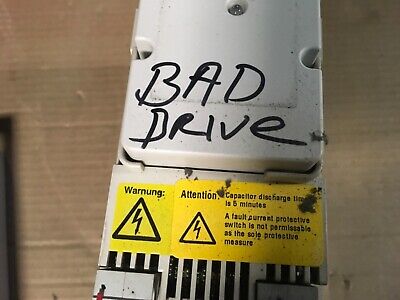 BAD
DRIVE
Warnung:
Attention
Capacitor discharge time
is 5 minutes
A fault current protective
switch is not permissable
as the sole protective
measure